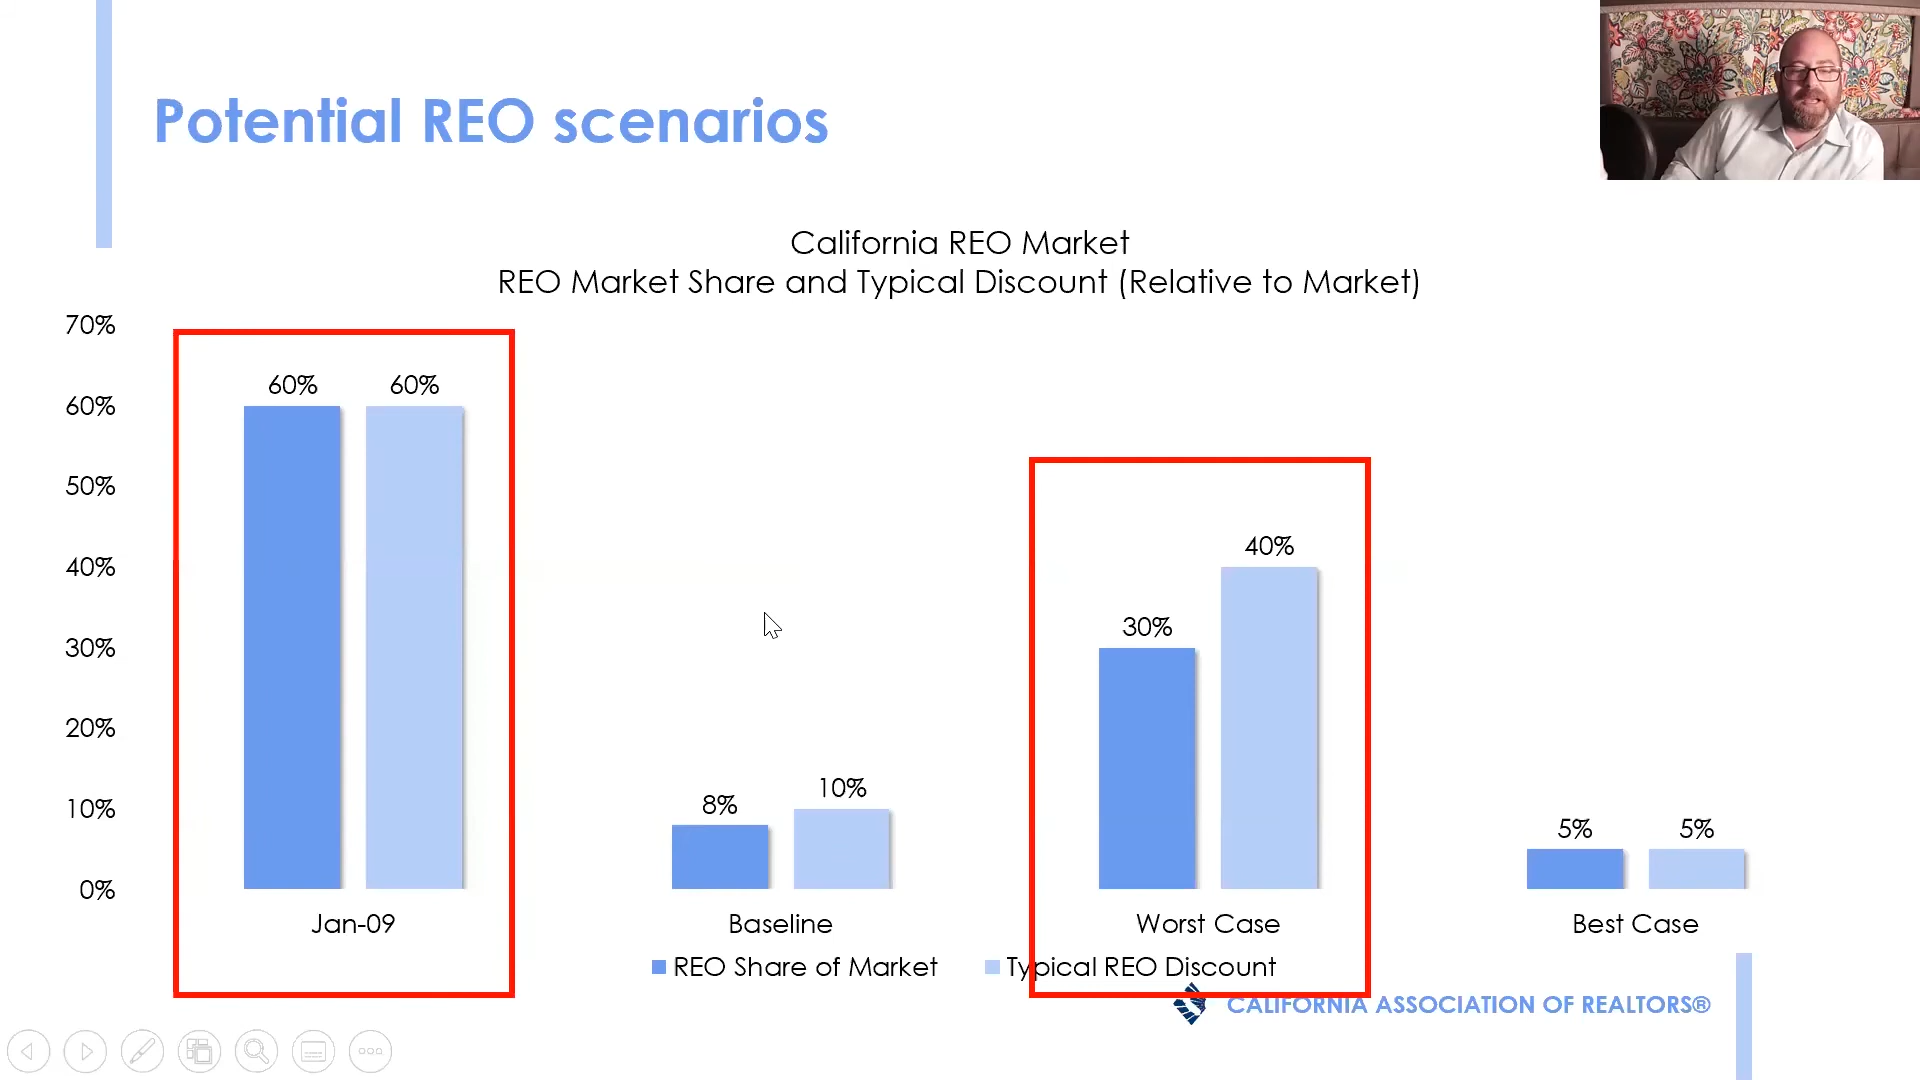 Potential REO scenarios
California REO Market
REO Market Share and Typical Discount (Relative to Market)
70%
60%
50%
40%
30%
20%
10%
0%
60%
60%
8%
10%
30%
40%
5%
5%
Jan-09
Baseline
Worst Case
Best Case
REO Share of Market
Typical REO Discount
CALIFORNIA ASSOCIATION OF REALTORS®